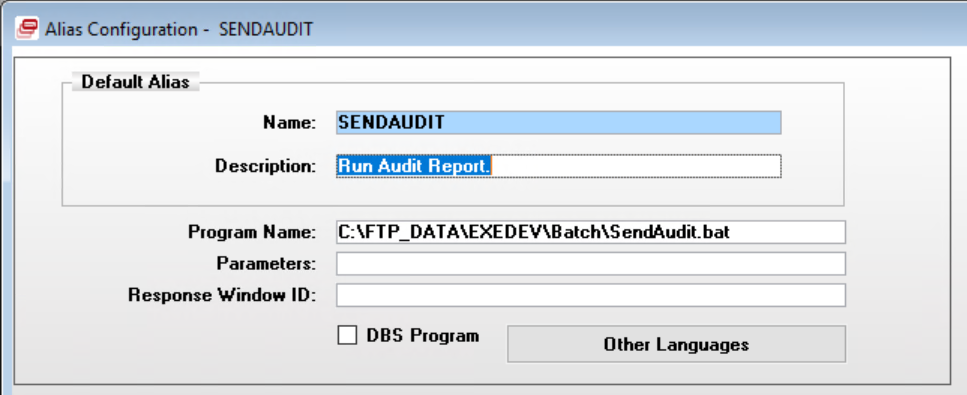 Alias Configuration - SENDAUDIT
Default Alias
Name: SENDAUDIT
Description: Run Audit Report.
Program Name: C:\FTP_DATA\EXEDEV\Batch\SendAudit.bat
Parameters:
Response Window ID:
DBS Program
Other Languages